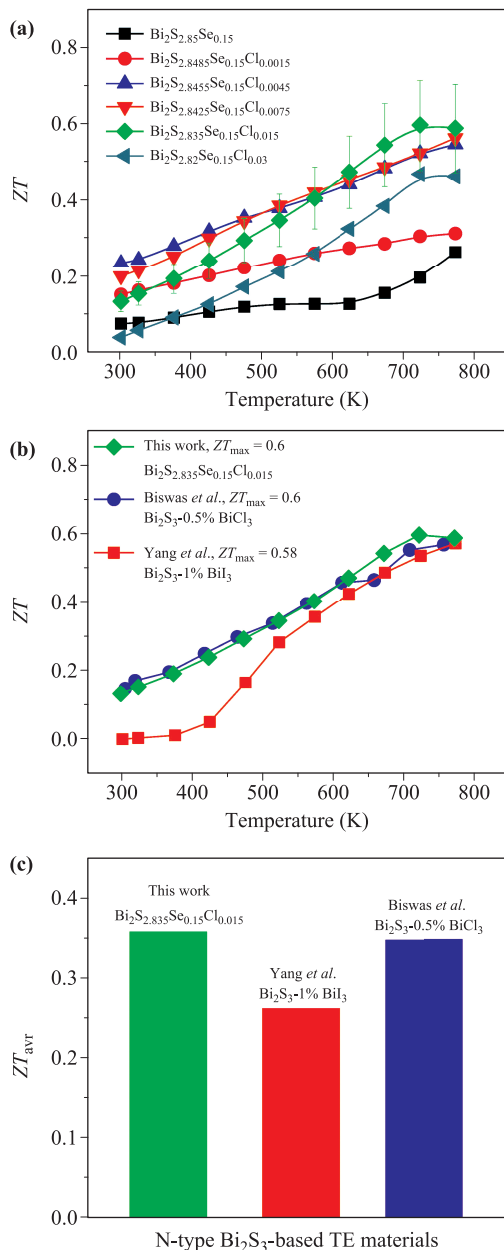 (a)
Bi₂S₂.₈₅Se₀.₁₅
Bi₂S₂.₈₄₈₅Se₀.₁₅Cl₀.₀₀₁₅
Bi₂S₂.₈₄₅₅Se₀.₁₅Cl₀.₀₀₄₅
Bi₂S₂.₈₄₂₅Se₀.₁₅Cl₀.₀₀₇₅
Bi₂S₂.₈₃₅Se₀.₁₅Cl₀.₀₁₅
Bi₂S₂.₈₂Se₀.₁₅Cl₀.₀₃
ZT
0.8
0.6
0.4
0.2
0.0
300 400 500 600 700 800
Temperature (K)
(b)
This work, ZTmax = 0.6
Bi₂S₂.₈₃₅Se₀.₁₅Cl₀.₀₁₅
Biswas et al., ZTmax = 0.6
Bi₂S₃-0.5% BiCl₃
Yang et al., ZTmax = 0.58
Bi₂S₃-1% BiI₃
ZT
0.8
0.6
0.4
0.2
0.0
300 400 500 600 700 800
Temperature (K)
(c)
This work
Bi₂S₂.₈₃₅Se₀.₁₅Cl₀.₀₁₅
Yang et al.
Bi₂S₃-1% BiI₃
Biswas et al.
Bi₂S₃-0.5% BiCl₃
ZTavr
0.4
0.3
0.2
0.1
0.0
N-type Bi₂S₃-based TE materials